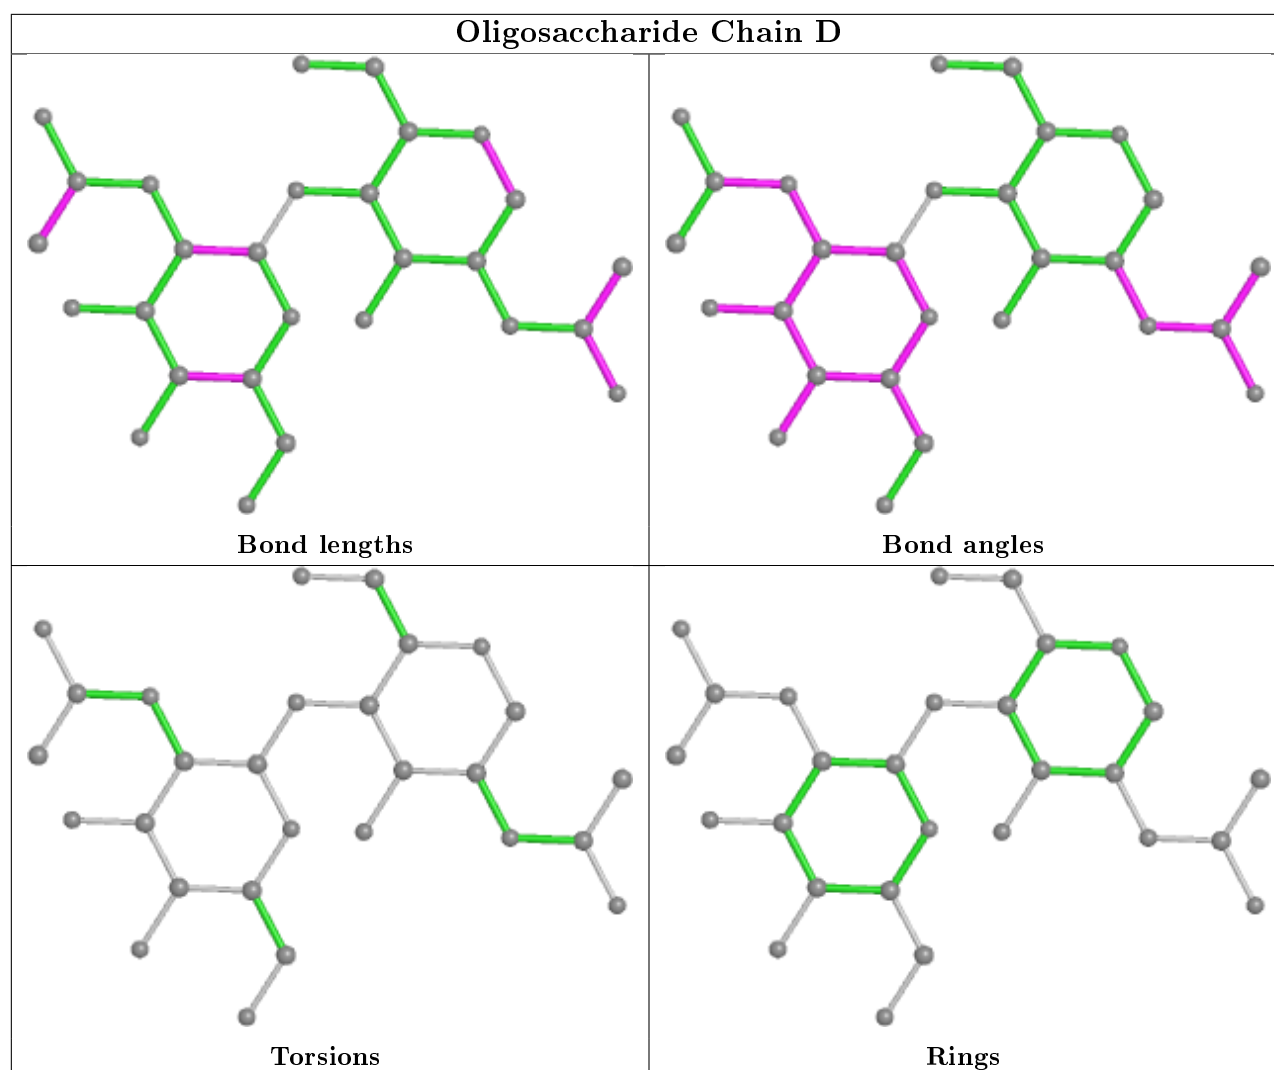 Oligosaccharide Chain D
Bond lengths
Bond angles
Torsions
Rings